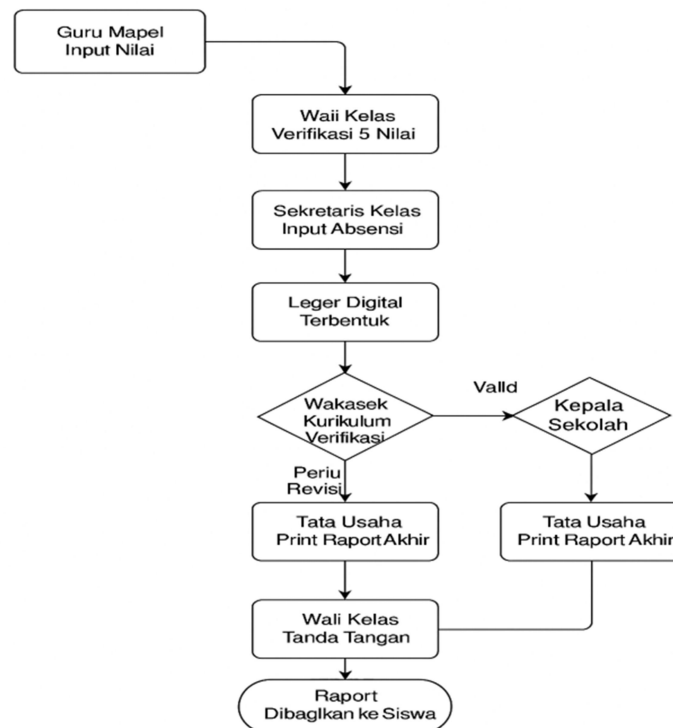 Guru Mapel
Input Nilai
Waii Kelas
Verifikasi 5 Nilai
Sekretaris Kelas
Input Absensi
Leger Digital
Terbentuk
Wakasek
Kurikulum
Verifikasi
Valld
Kepala
Sekolah
Periu
Revisi
Tata Usaha
Print Raport Akhir
Tata Usaha
Print Raport Akhir
Wali Kelas
Tanda Tangan
Raport
Dibaglkan ke Siswa